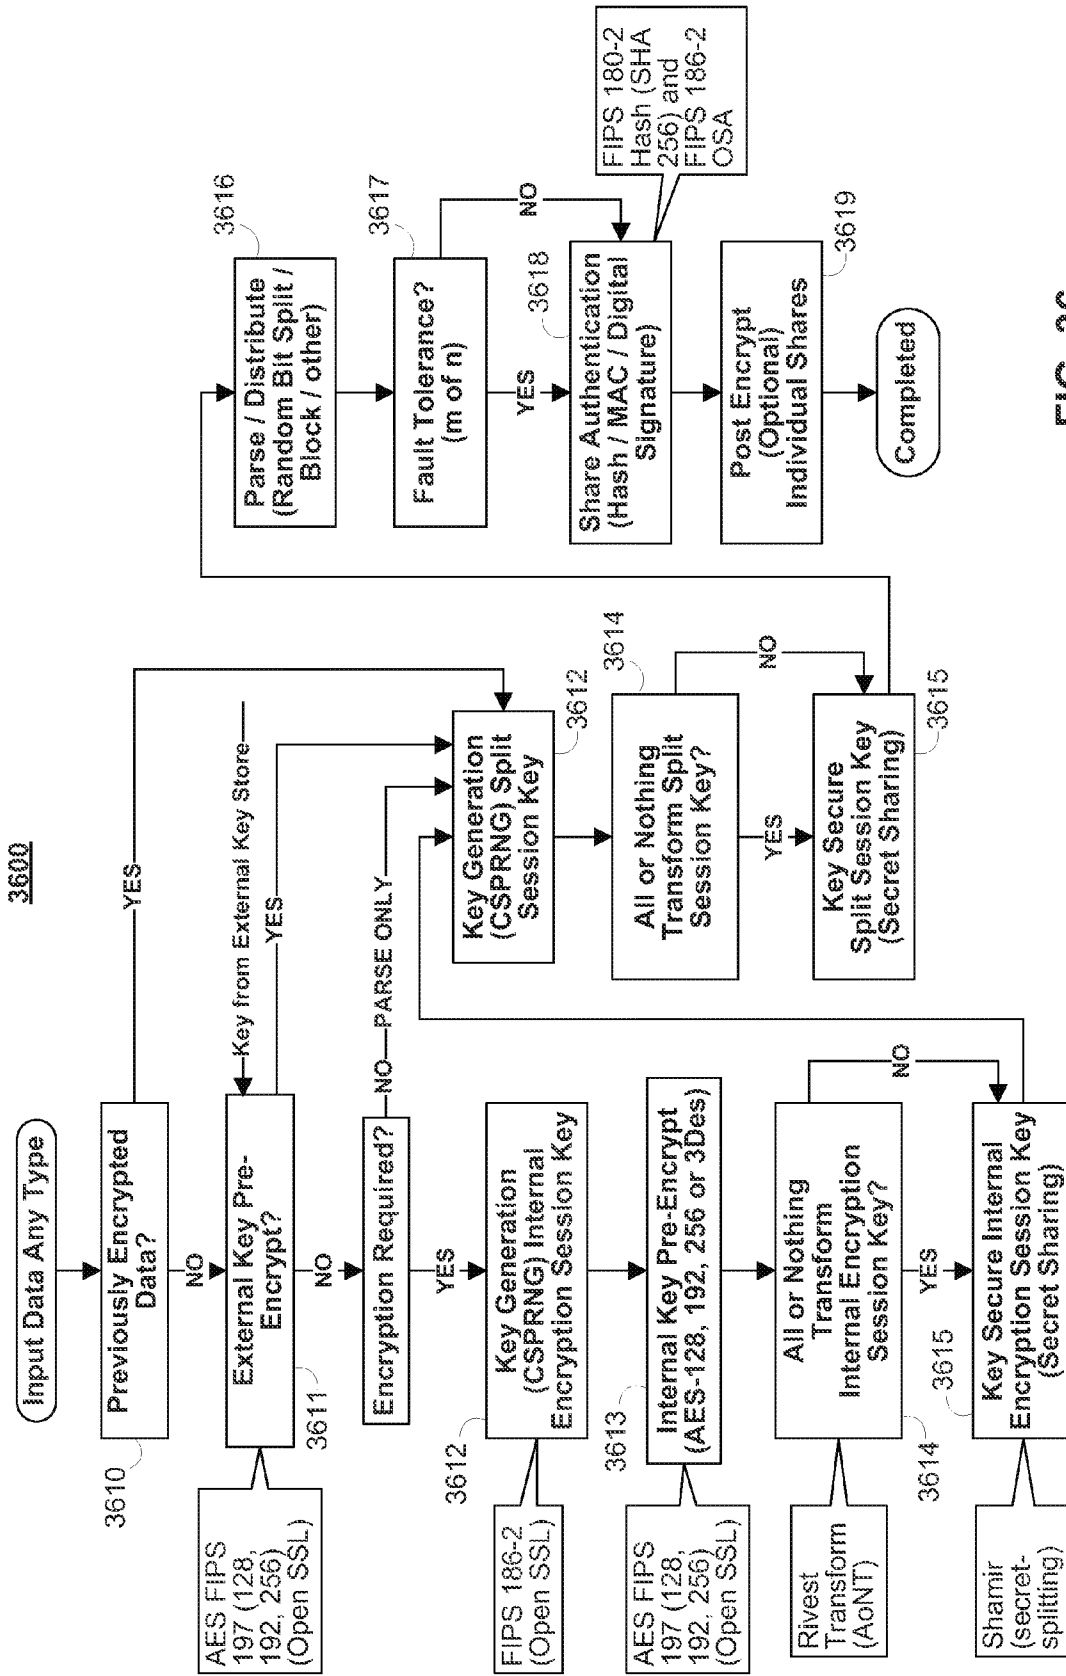 3600
Input Data Any Type
Previously Encrypted
Data?
3610
YES
NO
Key from External Key Store
External Key Pre-
Encrypt?
3611
AES FIPS
197 (128,
192, 256)
(Open SSL)
YES
NO
Encryption Required?
NO
PARSE ONLY
YES
Key Generation
(CSPRNG) Internal
Encryption Session Key
3612
FIPS 186-2
(Open SSL)
Internal Key Pre-Encrypt
(AES-128, 192, 256 or 3Des)
3613
AES FIPS
197 (128,
192, 256)
(Open SSL)
All or Nothing
Transform
Internal Encryption
Session Key?
3614
Rivest
Transform
(AoNT)
NO
YES
Key Secure Internal
Encryption Session Key
(Secret Sharing)
3615
Shamir
(secret-
splitting)
Key Generation
(CSPRNG) Split
Session Key
3612
All or Nothing
Transform Split
Session Key?
3614
NO
YES
Key Secure
Split Session Key
(Secret Sharing)
3615
Parse / Distribute
(Random Bit Split /
Block / other)
3616
Fault Tolerance?
(m of n)
3617
NO
YES
Share Authentication
(Hash / MAC / Digital
Signature)
3618
FIPS 180-2
Hash (SHA
256) and
FIPS 186-2
OSA
Post Encrypt
(Optional)
Individual Shares
3619
Completed